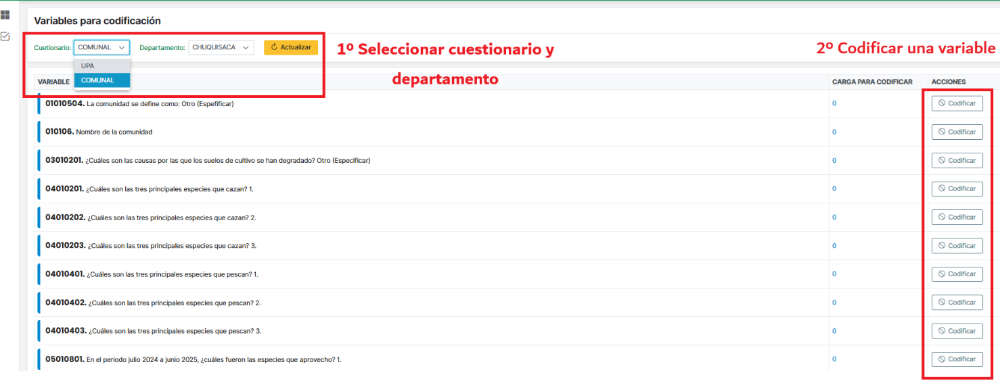 Variables para codificación
Cuetionario: COMUNAL Departamento: CHUQUISACA Actualizar
1º Seleccionar cuestionario y
departamento
2º Codificar una variable
UPA
COMUNAL
VARIABLE CARGA PARA CODIFICAR ACCIONES
01010504. La comunidad se define como: Otro (Espefificar) 0 Codificar
010106. Nombre de la comunidad 0 Codificar
03010201. ¿Cuáles son las causas por las que los suelos de cultivo se han degradado? Otro (Especificar) 0 Codificar
04010201. ¿Cuáles son las tres principales especies que cazan? 1. 0 Codificar
04010202. ¿Cuáles son las tres principales especies que cazan? 2. 0 Codificar
04010203. ¿Cuáles son las tres principales especies que cazan? 3. 0 Codificar
04010401. ¿Cuáles son las tres principales especies que pescan? 1. 0 Codificar
04010402. ¿Cuáles son las tres principales especies que pescan? 2. 0 Codificar
04010403. ¿Cuáles son las tres principales especies que pescan? 3. 0 Codificar
05010801. En el periodo julio 2024 a junio 2025, ¿cuáles fueron las especies que aprovecho? 1. 0 Codificar